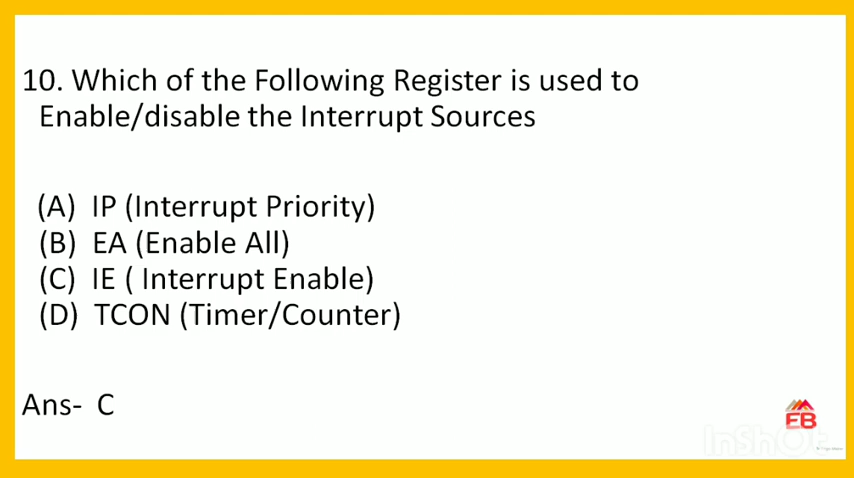 10. Which of the Following Register is used to
Enable/disable the Interrupt Sources
(A) IP (Interrupt Priority)
(B) EA (Enable All)
(C) IE ( Interrupt Enable)
(D) TCON (Timer/Counter)
Ans- C
EB
InShOt